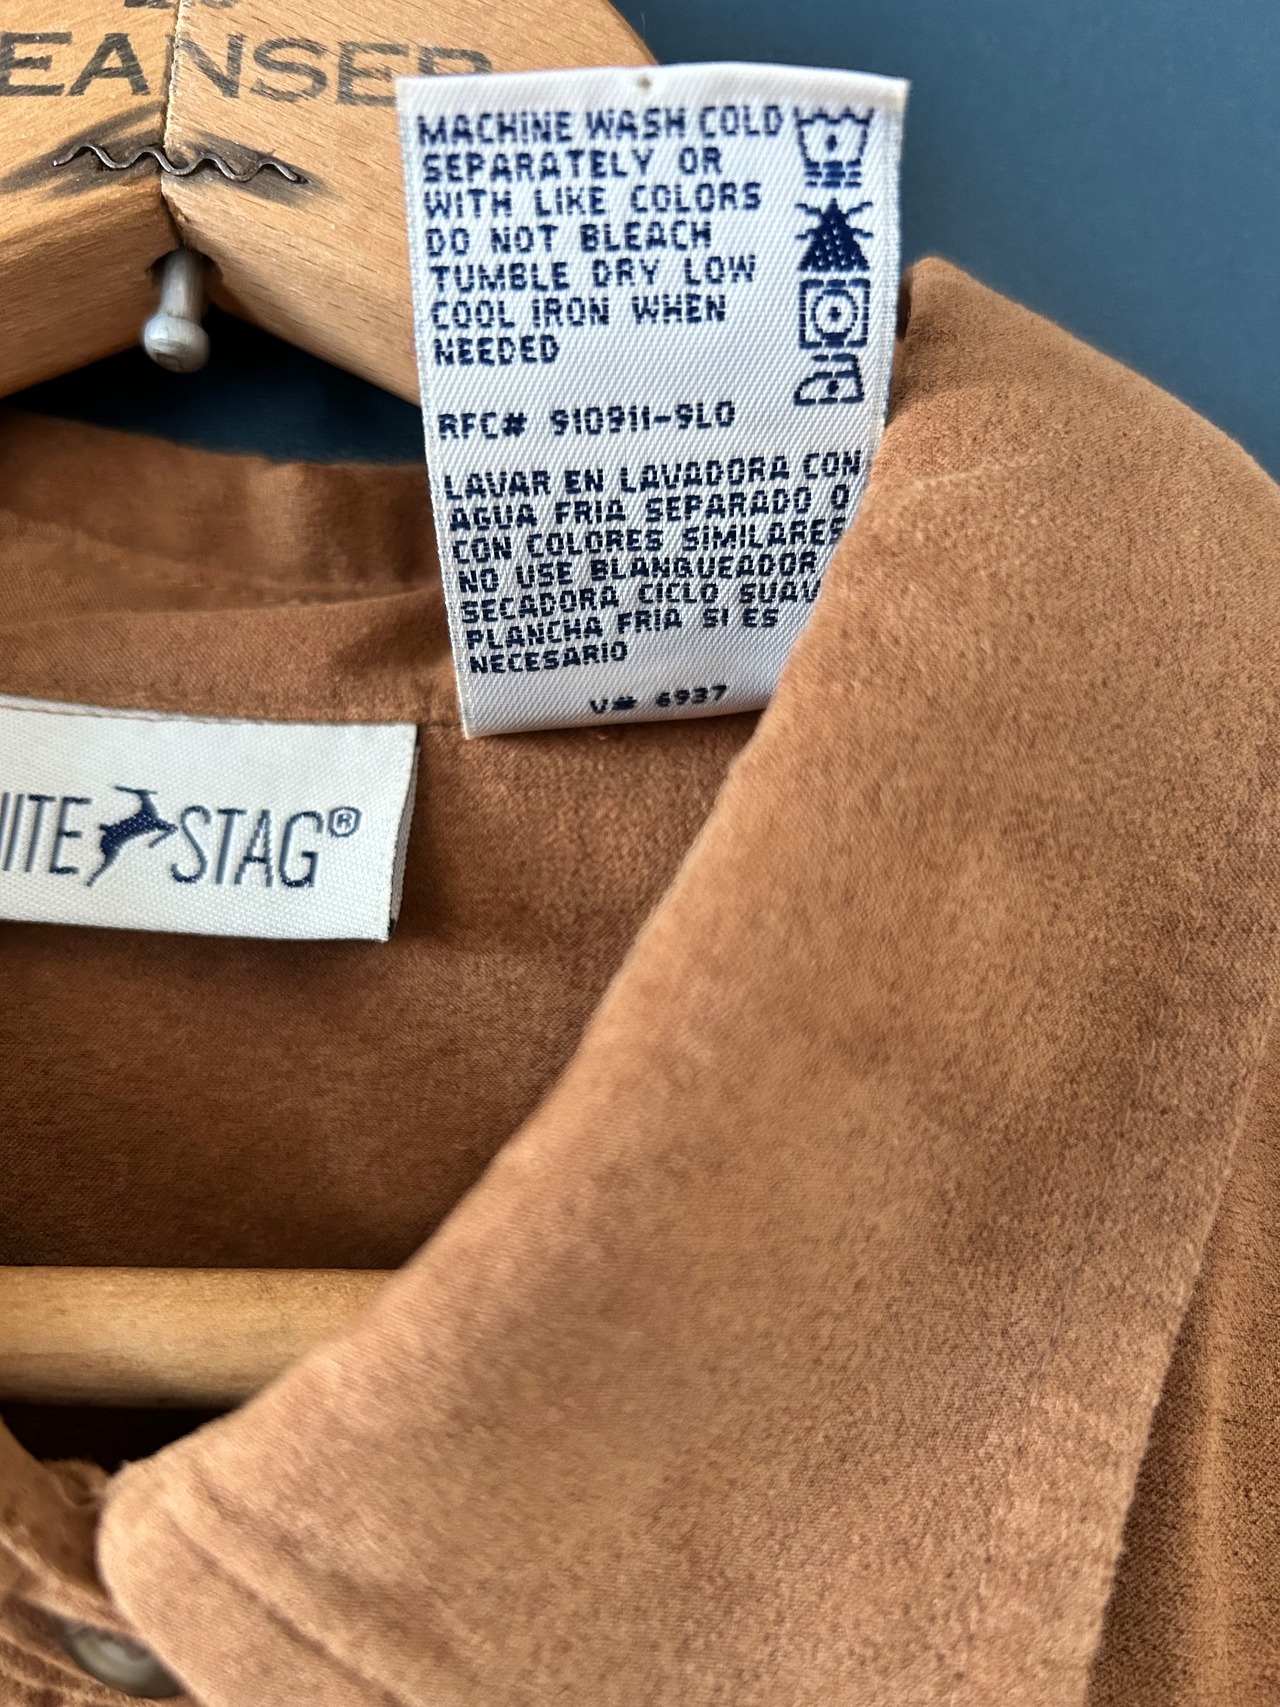 EANSER
MACHINE WASH COLD
SEPARATELY OR
WITH LIKE COLORS
DO NOT BLEACH
TUMBLE DRY LOW
COOL IRON WHEN
NEEDED
RFC# 910911-9L0
LAVAR EN LAVADORA CON
AGUA FRIA SEPARADO O
CON COLORES SIMILARES
NO USE BLANQUEADOR
SECADORA CICLO SUAV
PLANCHA FRIA SI ES
NECESARIO
V# 6937
ITE STAG®